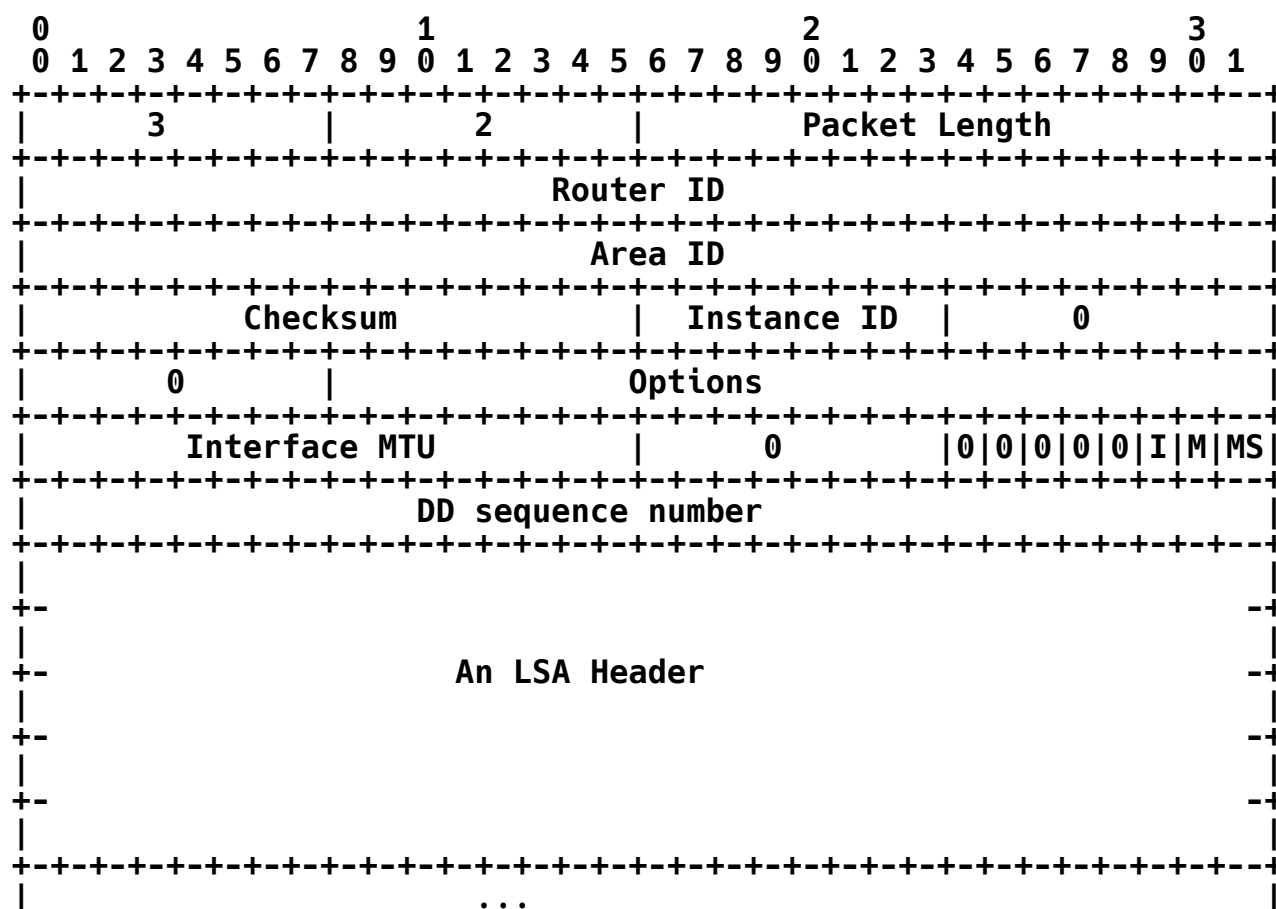 0                   1                   2                   3
 0 1 2 3 4 5 6 7 8 9 0 1 2 3 4 5 6 7 8 9 0 1 2 3 4 5 6 7 8 9 0 1
+-+-+-+-+-+-+-+-+-+-+-+-+-+-+-+-+-+-+-+-+-+-+-+-+-+-+-+-+-+-+-+--+
|      3        |       2       |        Packet Length           |
+-+-+-+-+-+-+-+-+-+-+-+-+-+-+-+-+-+-+-+-+-+-+-+-+-+-+-+-+-+-+-+--+
|                           Router ID                            |
+-+-+-+-+-+-+-+-+-+-+-+-+-+-+-+-+-+-+-+-+-+-+-+-+-+-+-+-+-+-+-+--+
|                             Area ID                            |
+-+-+-+-+-+-+-+-+-+-+-+-+-+-+-+-+-+-+-+-+-+-+-+-+-+-+-+-+-+-+-+--+
|           Checksum            |  Instance ID  |      0         |
+-+-+-+-+-+-+-+-+-+-+-+-+-+-+-+-+-+-+-+-+-+-+-+-+-+-+-+-+-+-+-+--+
|       0       |               Options                          |
+-+-+-+-+-+-+-+-+-+-+-+-+-+-+-+-+-+-+-+-+-+-+-+-+-+-+-+-+-+-+-+--+
|        Interface MTU          |      0        |0|0|0|0|0|I|M|MS|
+-+-+-+-+-+-+-+-+-+-+-+-+-+-+-+-+-+-+-+-+-+-+-+-+-+-+-+-+-+-+-+--+
|                    DD sequence number                          |
+-+-+-+-+-+-+-+-+-+-+-+-+-+-+-+-+-+-+-+-+-+-+-+-+-+-+-+-+-+-+-+--+
|                                                                |
+-                                                              -+
|                                                                |
+-                     An LSA Header                            -+
|                                                                |
+-                                                              -+
|                                                                |
+-                                                              -+
|                                                                |
+-+-+-+-+-+-+-+-+-+-+-+-+-+-+-+-+-+-+-+-+-+-+-+-+-+-+-+-+-+-+-+--+
|                       ...                                      |